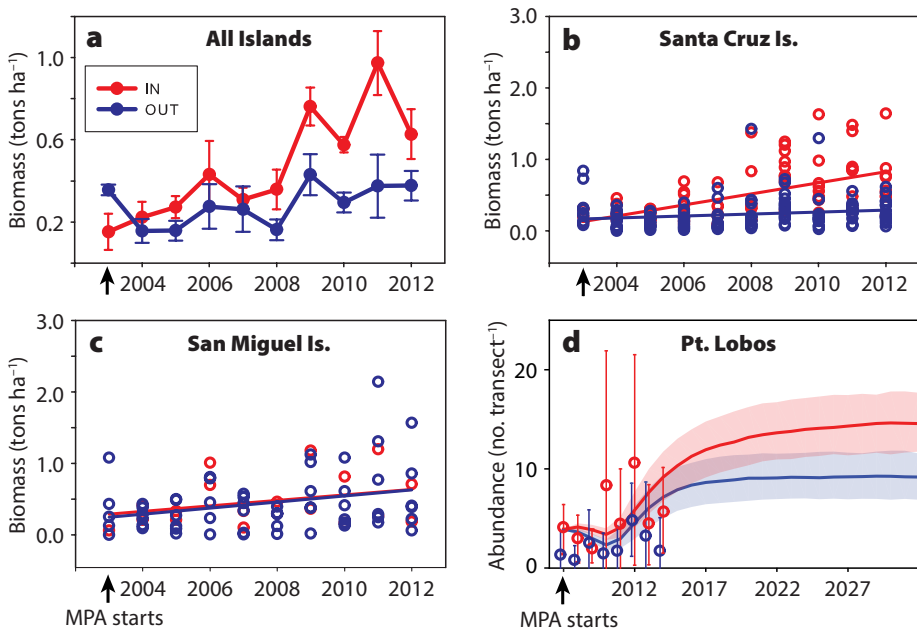 a
All Islands
IN
OUT
Biomass (tons ha⁻¹)
1.0
0.6
0.2
2004
2006
2008
2010
2012
b
Santa Cruz Is.
Biomass (tons ha⁻¹)
3.0
2.0
1.0
0.0
2004
2006
2008
2010
2012
c
San Miguel Is.
Biomass (tons ha⁻¹)
3.0
2.0
1.0
0.0
2004
2006
2008
2010
2012
MPA starts
d
Pt. Lobos
Abundance (no. transect⁻¹)
20
10
0
2012
2017
2022
2027
MPA starts